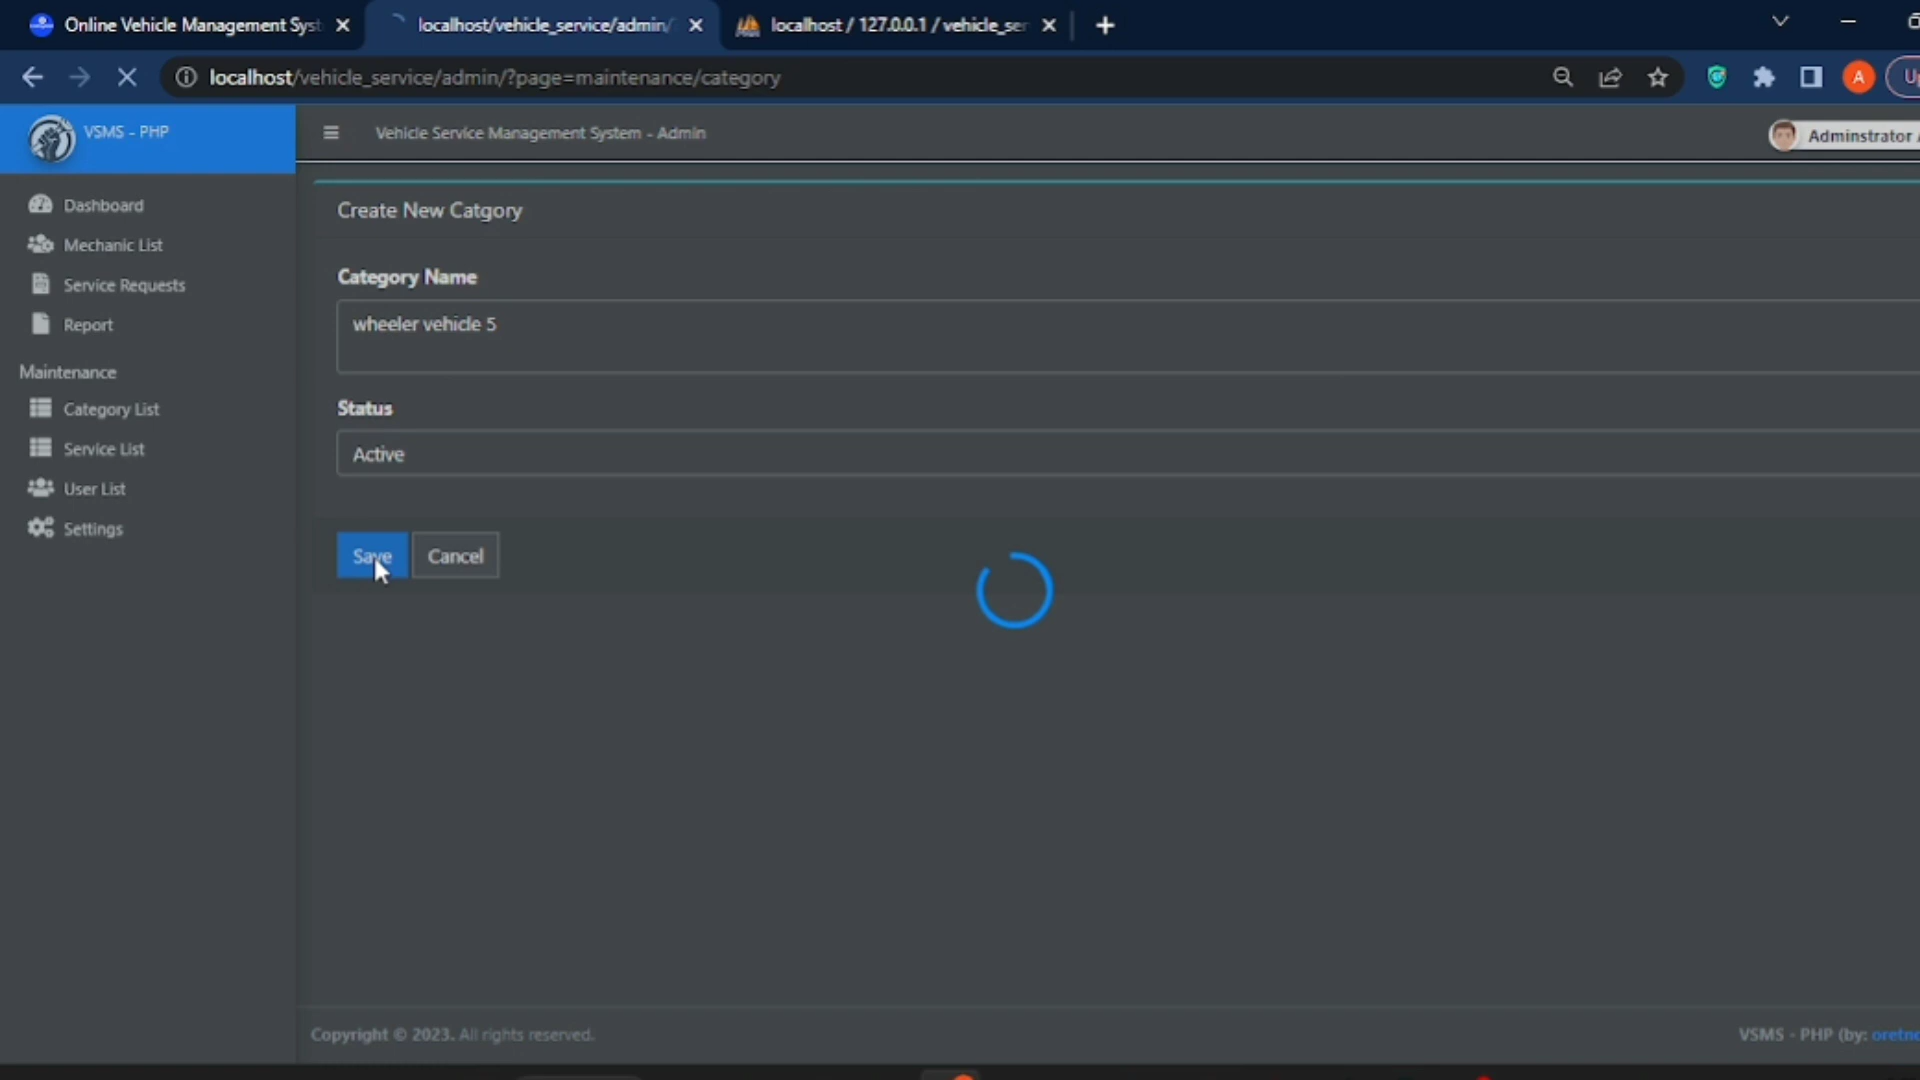 Online Vehicle Management Syst
localhost/vehicle_service/admin/
localhost / 127.0.0.1 / vehicle_ser
localhost/vehicle_service/admin/?page=maintenance/category
A
Up
VSMS - PHP
Vehicle Service Management System - Admin
Adminstrator A
Dashboard
Mechanic List
Service Requests
Report
Maintenance
Category List
Service List
User List
Settings
Create New Catgory
Category Name
wheeler vehicle 5
Status
Active
Save
Cancel
Copyright © 2023. All rights reserved.
VSMS - PHP (by: oretno